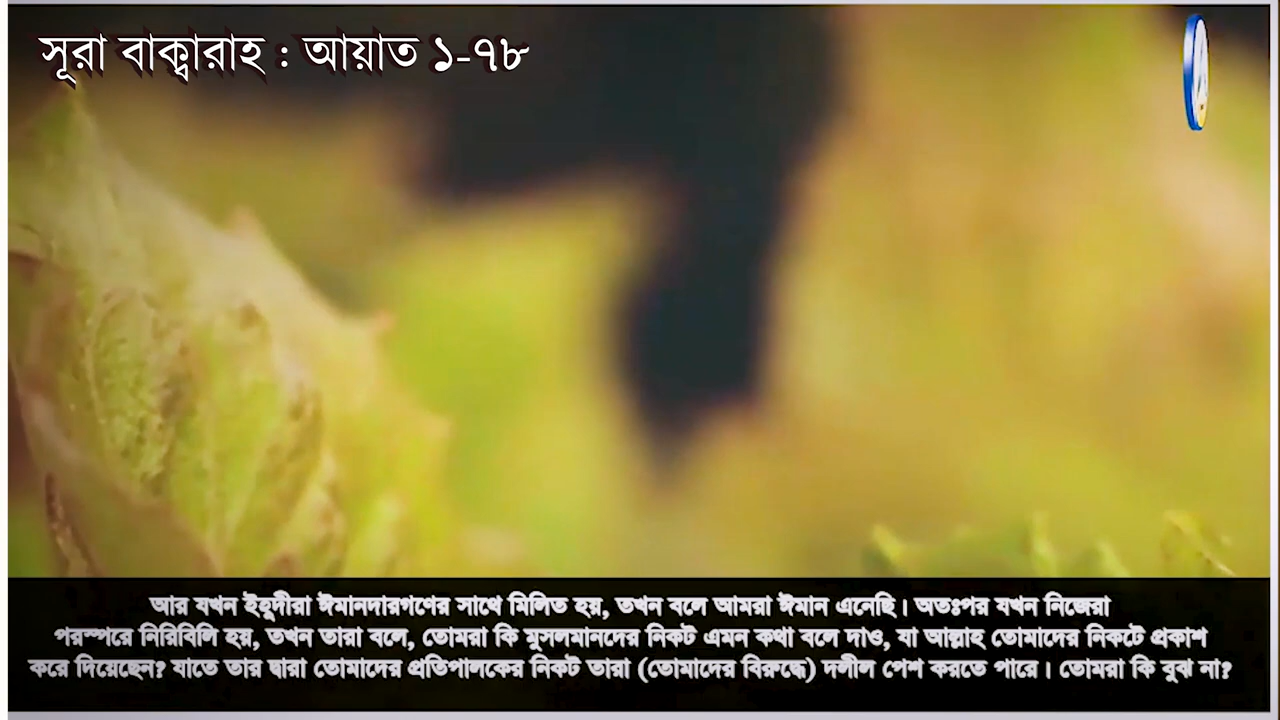 সূরা বাক্বারাহ : আয়াত ১-৭৮
আর যখন ইহূদীরা ঈমানদারগণের সাথে মিলিত হয়, তখন বলে আমরা ঈমান এনেছি। অতঃপর যখন নিজেরা
পরস্পরে নিরিবিলি হয়, তখন তারা বলে, তোমরা কি মুসলমানদের নিকট এমন কথা বলে দাও, যা আল্লাহ তোমাদের নিকটে প্রকাশ
করে দিয়েছেন? যাতে তার দ্বারা তোমাদের প্রতিপালকের নিকট তারা (তোমাদের বিরুদ্ধে) দলীল পেশ করতে পারে। তোমরা কি বুঝ না?